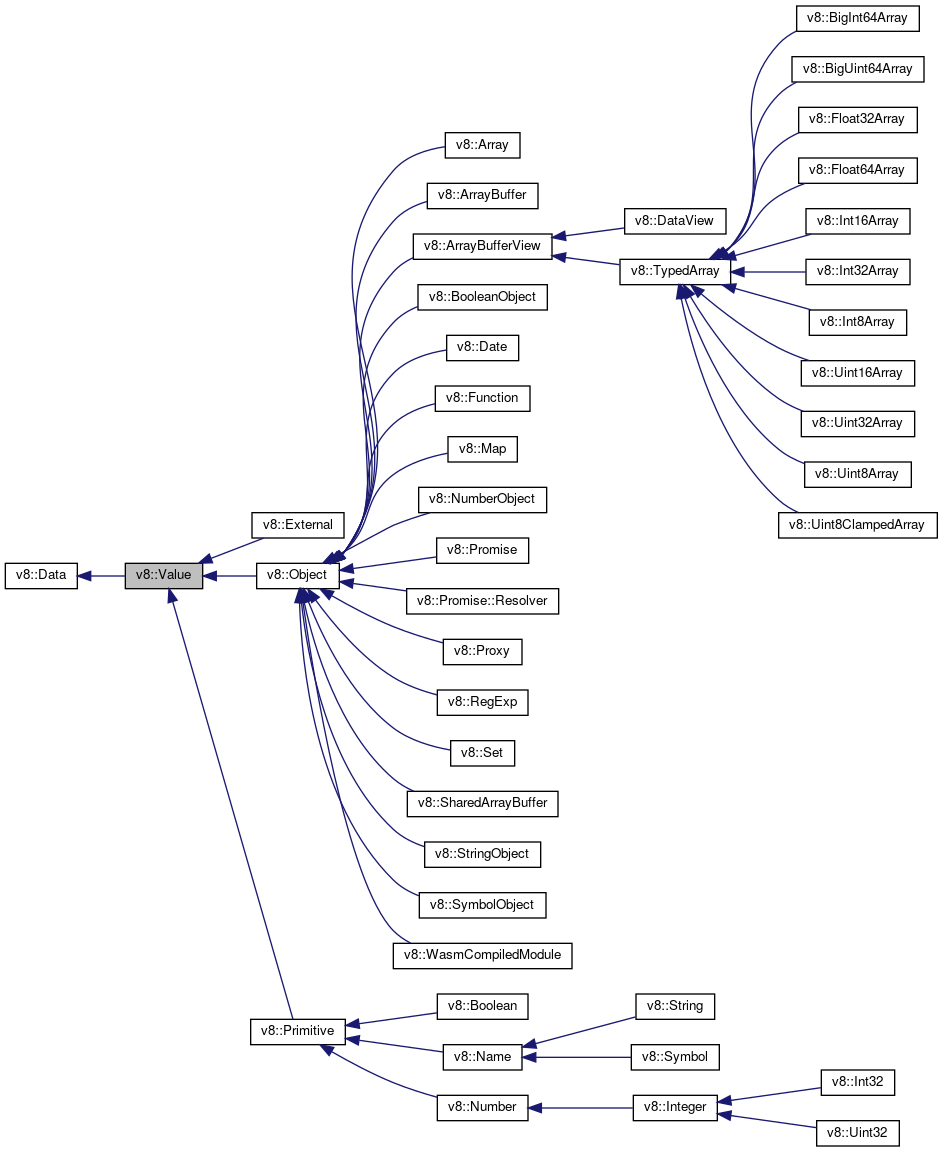 v8::BigInt64Array
v8::BigUint64Array
v8::Float32Array
v8::Array
v8::Float64Array
v8::ArrayBuffer
v8::DataView
v8::Int16Array
v8::ArrayBufferView
v8::TypedArray
v8::Int32Array
v8::BooleanObject
v8::Int8Array
v8::Date
v8::Uint16Array
v8::Function
v8::Uint32Array
v8::Map
v8::Uint8Array
v8::NumberObject
v8::External
v8::Uint8ClampedArray
v8::Promise
v8::Data
v8::Value
v8::Object
v8::Promise::Resolver
v8::Proxy
v8::RegExp
v8::Set
v8::SharedArrayBuffer
v8::StringObject
v8::SymbolObject
v8::WasmCompiledModule
v8::Boolean
v8::String
v8::Primitive
v8::Name
v8::Symbol
v8::Int32
v8::Number
v8::Integer
v8::Uint32